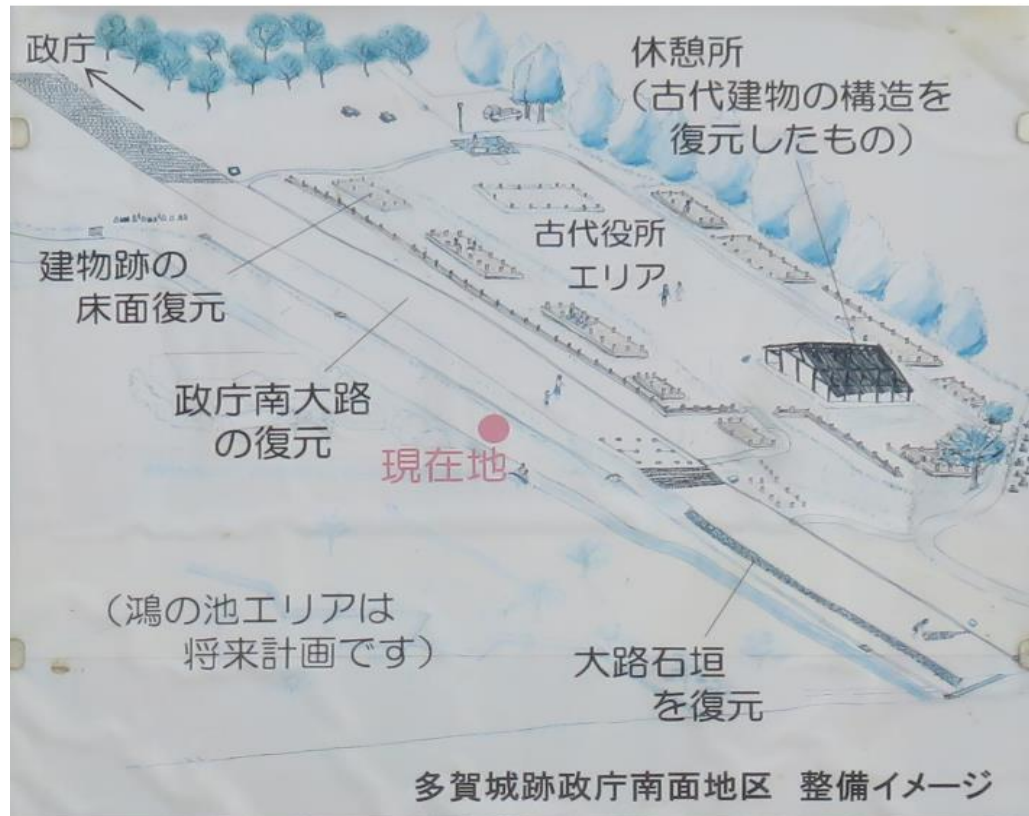 政庁
休憩所
(古代建物の構造を
復元したもの)
古代役所
エリア
建物跡の
床面復元
政庁南大路
の復元
現在地
(鴻の池エリアは
将来計画です)
大路石垣
を復元
多賀城跡政庁南面地区 整備イメージ